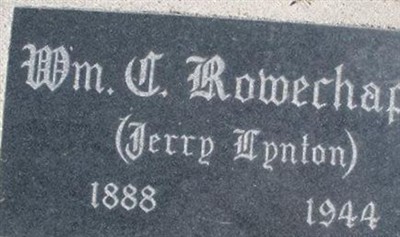 Wm. C. Rowechap
(Jerry Lynton)
1888 1944